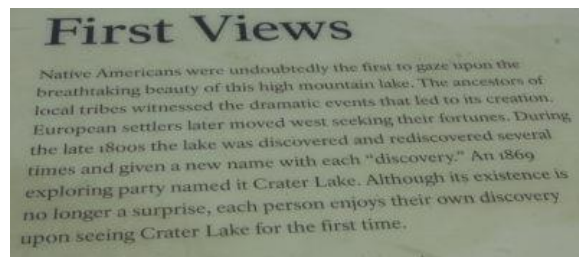 First Views
Native Americans were undoubtedly the first to gaze upon the
breathtaking beauty of this high mountain lake. The ancestors of
local tribes witnessed the dramatic events that led to its creation.
European settlers later moved west seeking their fortunes. During
the late 1800s the lake was discovered and rediscovered several
times and given a new name with each “discovery.” An 1869
exploring party named it Crater Lake. Although its existence is
no longer a surprise, each person enjoys their own discovery
upon seeing Crater Lake for the first time.